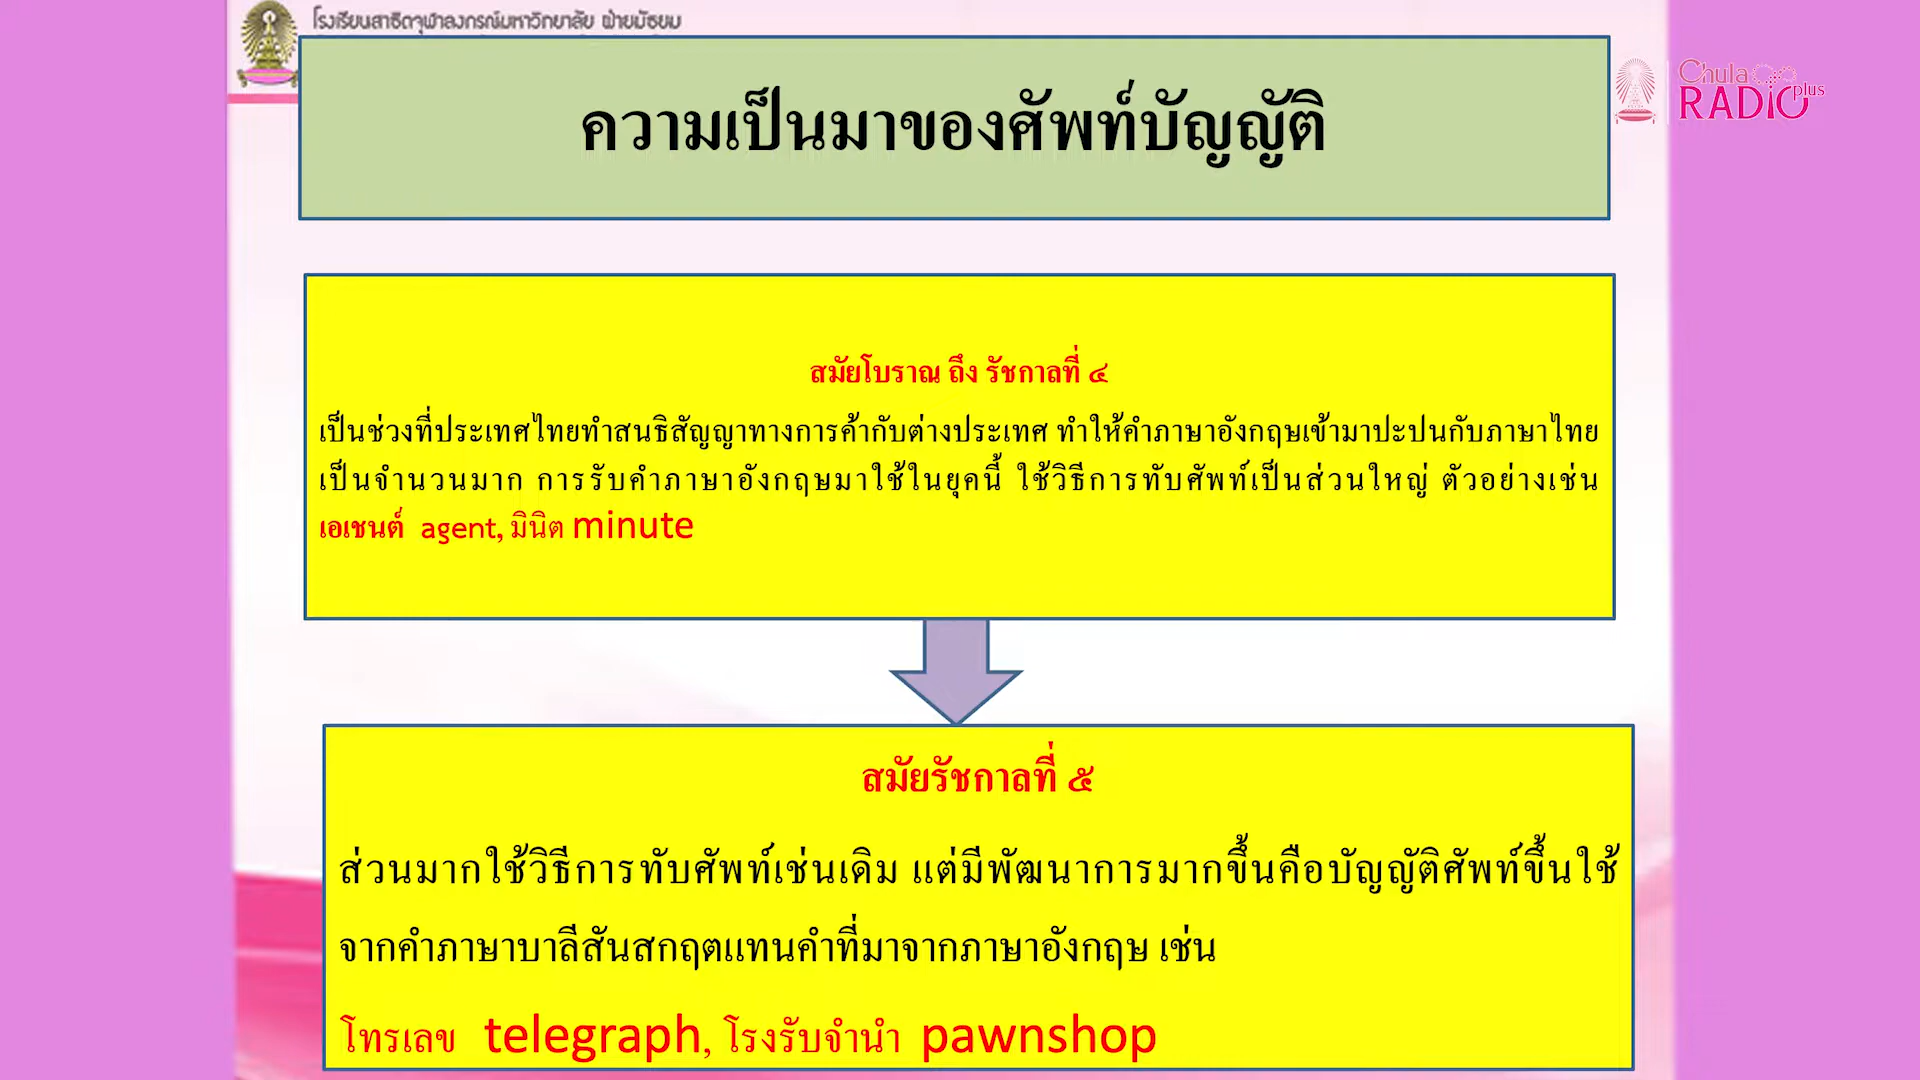 โรงเรียนสาธิตจุฬาลงกรณ์มหาวิทยาลัย ฝ่ายมัธยม
Chula
RADIO plus
ความเป็นมาของศัพท์บัญญัติ
สมัยโบราณ ถึง รัชกาลที่ ๔
เป็นช่วงที่ประเทศไทยทำสนธิสัญญาทางการค้ากับต่างประเทศ ทำให้คำภาษาอังกฤษเข้ามาปะปนกับภาษาไทย
เป็นจำนวนมาก การรับคำภาษาอังกฤษมาใช้ในยุคนี้ ใช้วิธีการทับศัพท์เป็นส่วนใหญ่ ตัวอย่างเช่น
เอเชนต์ agent, มินิต minute
สมัยรัชกาลที่ ๕
ส่วนมากใช้วิธีการทับศัพท์เช่นเดิม แต่มีพัฒนาการมากขึ้นคือบัญญัติศัพท์ขึ้นใช้
จากคำภาษาบาลีสันสกฤตแทนคำที่มาจากภาษาอังกฤษ เช่น
โทรเลข telegraph, โรงรับจำนำ pawnshop